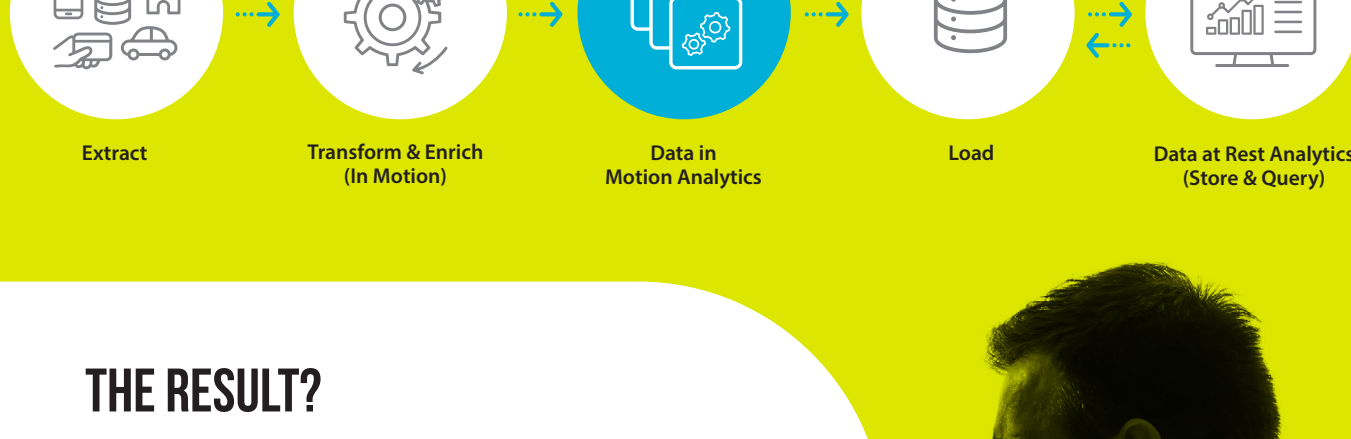 Extract
Transform & Enrich
(In Motion)
Data in
Motion Analytics
Load
Data at Rest Analytics
(Store & Query)
THE RESULT?